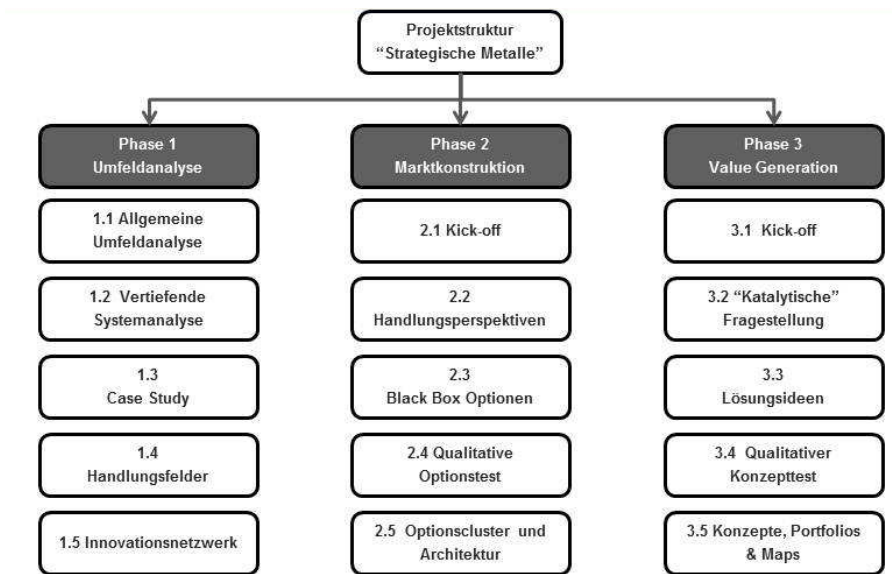 Projektstruktur
“Strategische Metalle”
Phase 1
Umfeldanalyse
1.1 Allgemeine
Umfeldanalyse
1.2 Vertiefende
Systemanalyse
1.3
Case Study
1.4
Handlungsfelder
1.5 Innovationsnetzwerk
Phase 2
Marktkonstruktion
2.1 Kick-off
2.2
Handlungsperspektiven
2.3
Black Box Optionen
2.4 Qualitative
Optionstest
2.5 Optionscluster und
Architektur
Phase 3
Value Generation
3.1 Kick-off
3.2 “Katalytische”
Fragestellung
3.3
Lösungsideen
3.4 Qualitativer
Konzepttest
3.5 Konzepte, Portfolios
& Maps